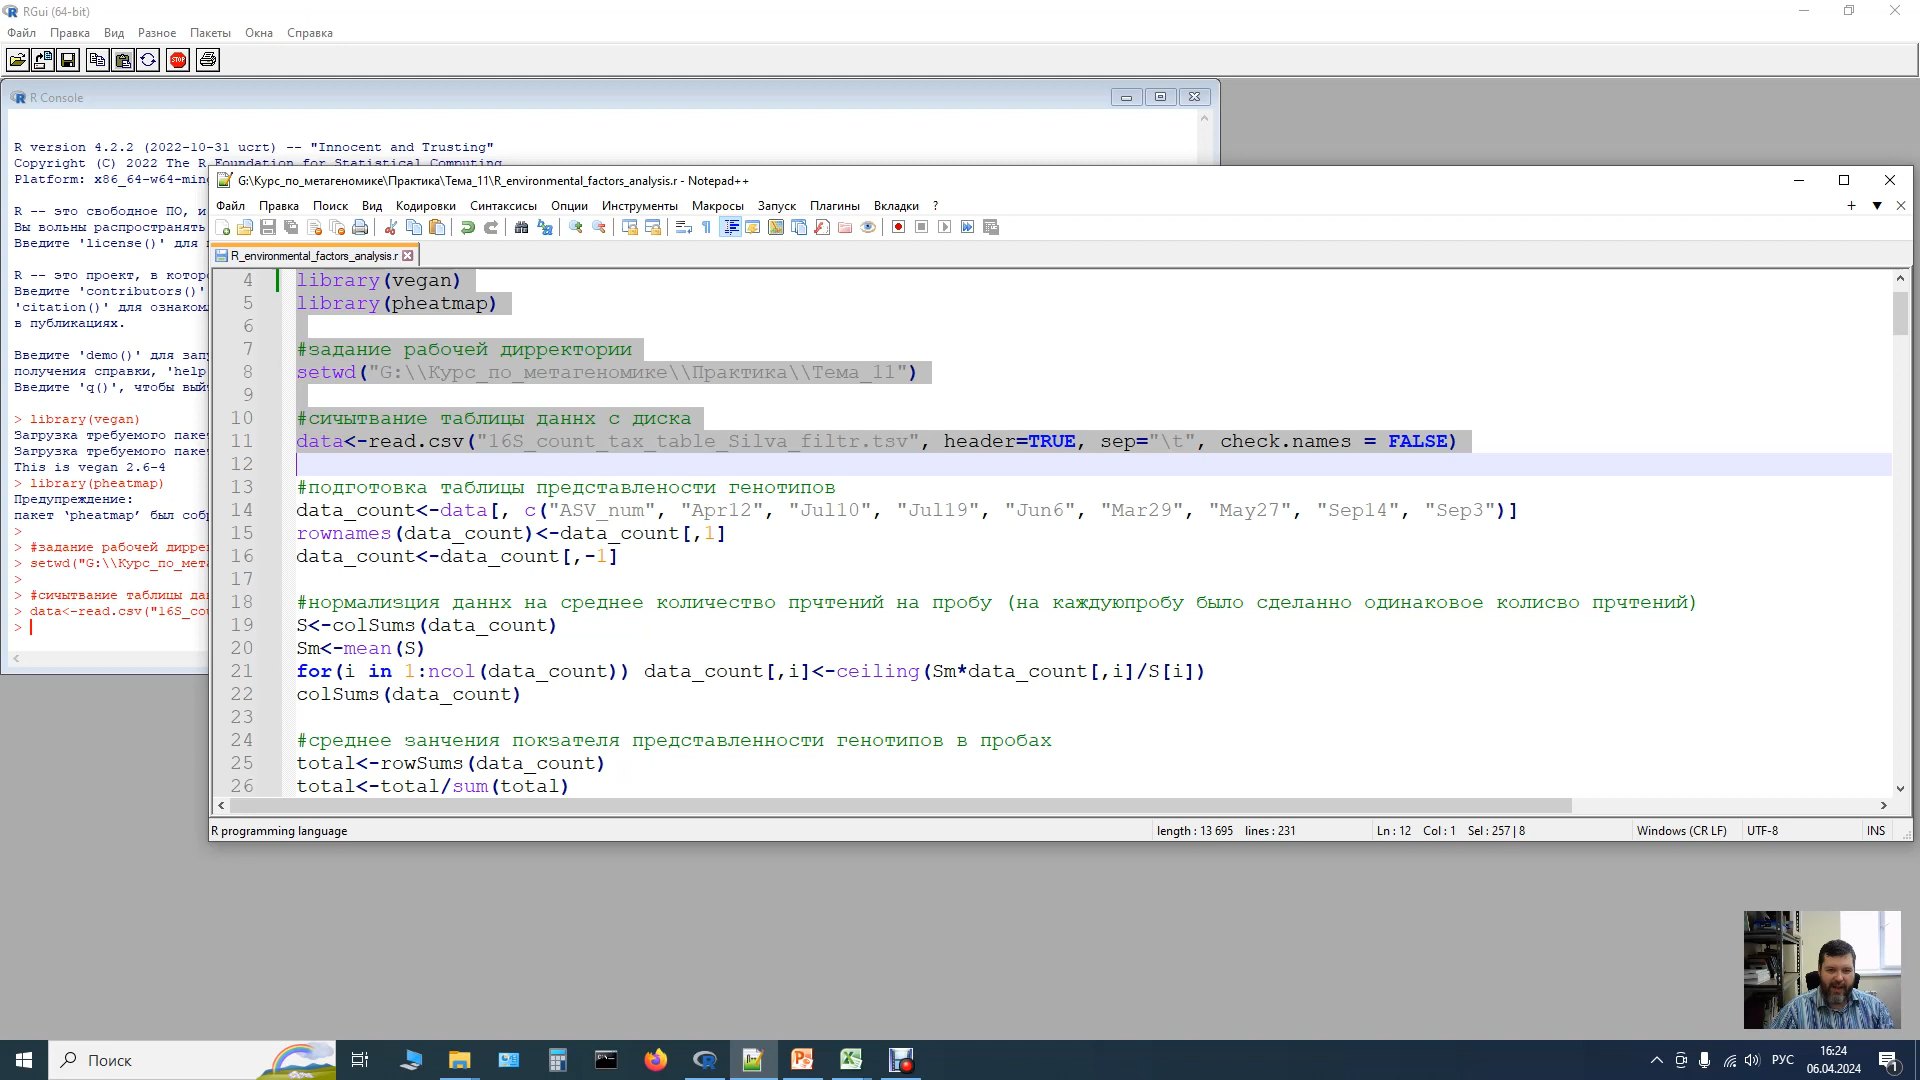 RGui (64-bit)
Файл Правка Вид Разное Пакеты Окна Справка
STOP
R Console
R version 4.2.2 (2022-10-31 ucrt) -- "Innocent and Trusting"
Copyright (C) 2022 The R Foundation for Statistical Computing
Platform: x86_64-w64-min
R -- это свободное ПО, и
Вы вольны распространять
Введите 'license()' для
R -- это проект, в котор
Введите 'contributors()'
'citation()' для ознаком
в публикациях.
Введите 'demo()' для зап
получения справки, 'help
Введите 'q()', чтобы вый
> library(vegan)
Загрузка требуемого паке
Загрузка требуемого паке
This is vegan 2.6-4
> library(pheatmap)
Предупреждение:
пакет 'pheatmap' был соб
>
> #задание рабочей диррек
> setwd("G:\\Курс_по_мета
>
> #сичытвание таблицы да
> data<-read.csv("16S_co
>
G:\Курс_по_метагеномике\Практика\Тема_11\R_environmental_factors_analysis.r - Notepad++
Файл Правка Поиск Вид Кодировки Синтаксисы Опции Инструменты Макросы Запуск Плагины Вкладки ?
R_environmental_factors_analysis.r
4 library(vegan)
5 library(pheatmap)
6
7 #задание рабочей дирректории
8 setwd("G:\\Курс_по_метагеномике\\Практика\\Тема_11")
9
10 #сичытвание таблицы даннх с диска
11 data<-read.csv("16S_count_tax_table_Silva_filtr.tsv", header=TRUE, sep="\t", check.names = FALSE)
12
13 #подготовка таблицы представлености генотипов
14 data_count<-data[, c("ASV_num", "Apr12", "Jul10", "Jul19", "Jun6", "Mar29", "May27", "Sep14", "Sep3")]
15 rownames(data_count)<-data_count[,1]
16 data_count<-data_count[,-1]
17
18 #нормализция даннх на среднее количество прчтений на пробу (на каждуюпробу было сделанно одинаковое колисво прчтений)
19 S<-colSums(data_count)
20 Sm<-mean(S)
21 for(i in 1:ncol(data_count)) data_count[,i]<-ceiling(Sm*data_count[,i]/S[i])
22 colSums(data_count)
23
24 #среднее занчения покзателя представленности генотипов в пробах
25 total<-rowSums(data_count)
26 total<-total/sum(total)
R programming language length : 13 695 lines : 231 Ln : 12 Col : 1 Sel : 257 | 8 Windows (CR LF) UTF-8 INS
Поиск
РУС
16:24
06.04.2024
1